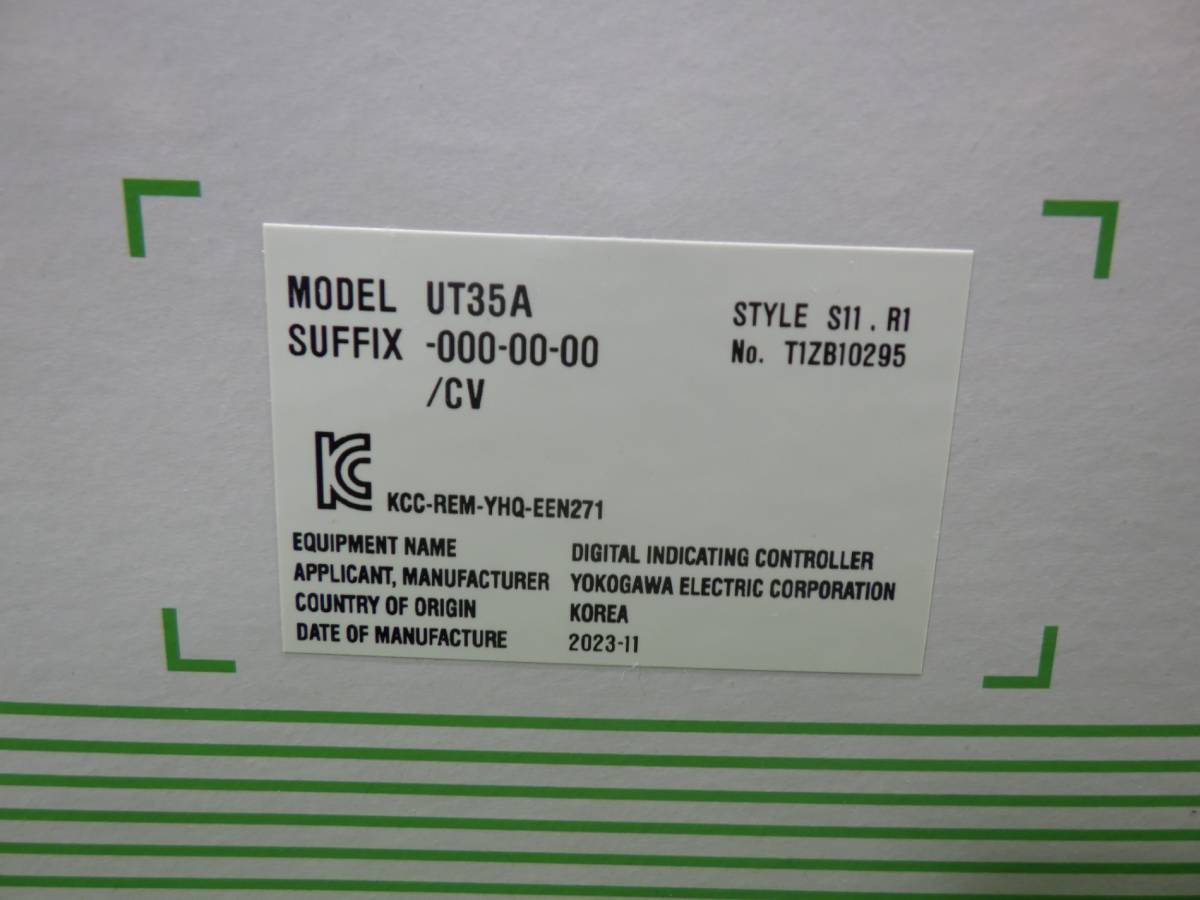 MODEL UT35A
SUFFIX -000-00-00
/CV
STYLE S11.R1
No. T1ZB10295
KCC-REM-YHQ-EEN271
EQUIPMENT NAME DIGITAL INDICATING CONTROLLER
APPLICANT, MANUFACTURER YOKOGAWA ELECTRIC CORPORATION
COUNTRY OF ORIGIN KOREA
DATE OF MANUFACTURE 2023-11